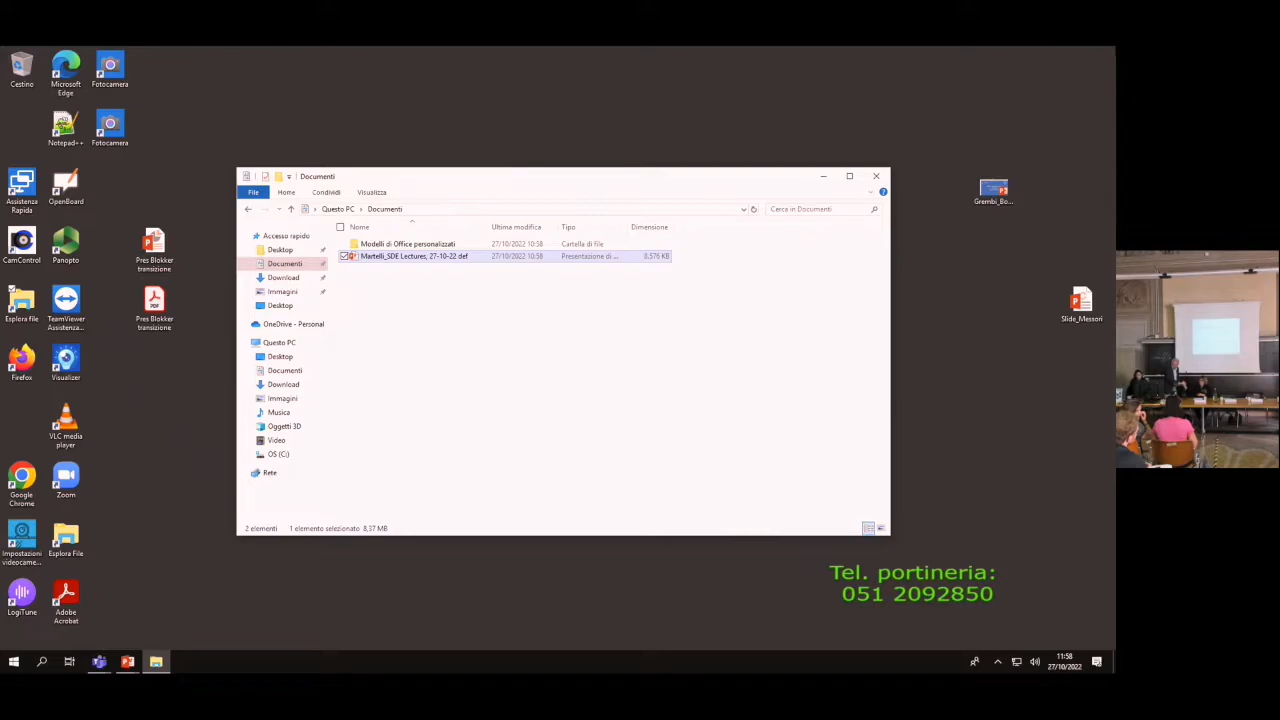 Cestino
Microsoft Edge
Fotocamera
Notepad++
Fotocamera
Assistenza Rapida
OpenBoard
CamControl
Panopto
Pres Blokker transizione
Esplora file
TeamViewer Assistenza...
Pres Blokker transizione
Firefox
Visualizer
VLC media player
Google Chrome
Zoom
Impostazioni videocame...
Esplora File
LogiTune
Adobe Acrobat
Documenti
File Home Condividi Visualizza
Questo PC > Documenti
Cerca in Documenti
Nome Ultima modifica Tipo Dimensione
Modelli di Office personalizzati 27/10/2022 10:58 Cartella di file
Martelli_SDE Lectures, 27-10-22 def 27/10/2022 10:58 Presentazione di ... 8.576 KB
Accesso rapido
Desktop
Documenti
Download
Immagini
Desktop
OneDrive - Personal
Questo PC
Desktop
Documenti
Download
Immagini
Musica
Oggetti 3D
Video
OS (C:)
Rete
2 elementi 1 elemento selezionato 8,37 MB
Grembi_Bo...
Slide_Messori
Tel. portineria:
051 2092850
11:58
27/10/2022